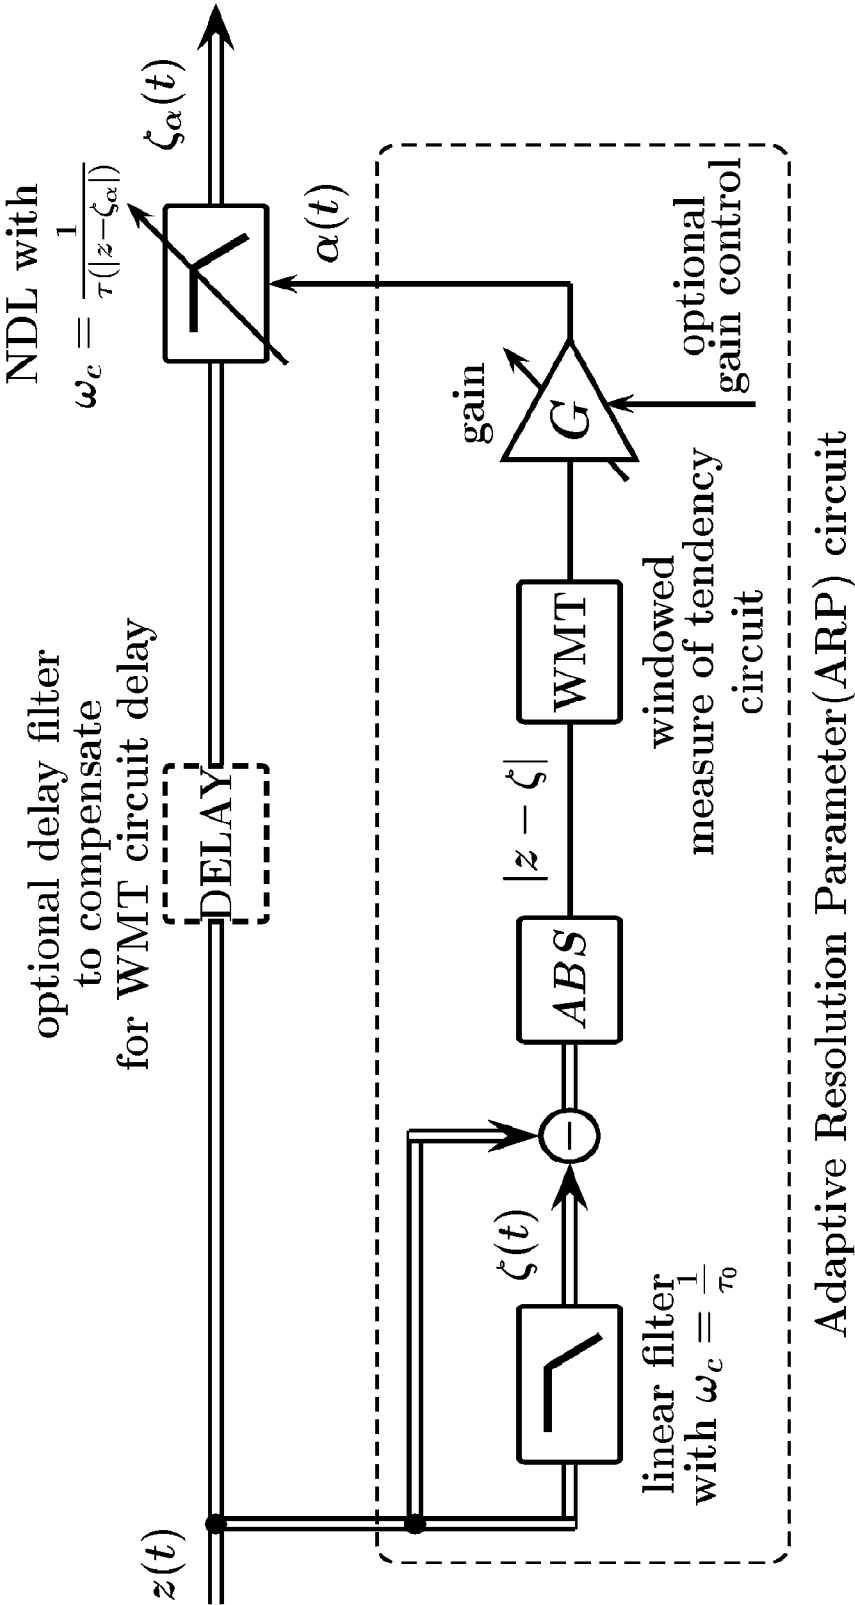 z(t)
optional delay filter
to compensate
for WMT circuit delay
DELAY
NDL with
ω_c = 1/τ(|z−ζ_α|)
ζ_α(t)
α(t)
linear filter
with ω_c = 1/τ_0
ζ(t)
−
ABS
|z − ζ|
WMT
windowed
measure of tendency
circuit
gain
G
optional
gain control
Adaptive Resolution Parameter(ARP) circuit